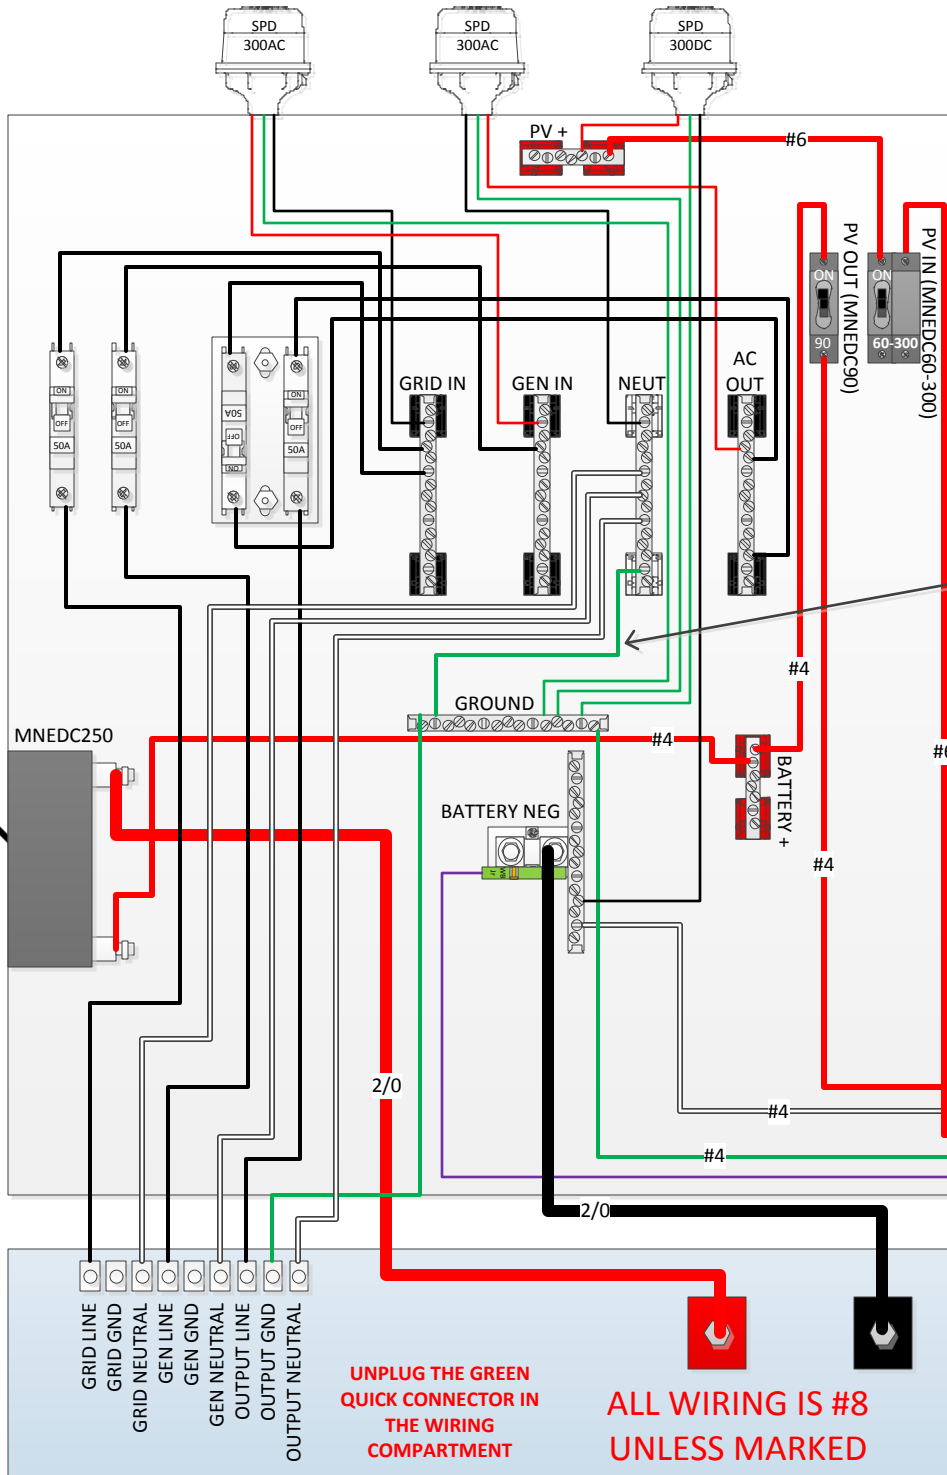 SPD
300AC
SPD
300AC
SPD
300DC
PV +
#6
PV OUT (MNEDC90)
PV IN (MNEDC60-300)
ON
90
ON
60-300
GRID IN
GEN IN
NEUT
AC
OUT
ON
OFF
50A
ON
OFF
50A
50A
OFF
ON
ON
OFF
50A
#4
GROUND
MNEDC250
#4
#6
BATTERY +
BATTERY NEG
WB
Jr
#4
2/0
#4
#4
2/0
GRID LINE
GRID GND
GRID NEUTRAL
GEN LINE
GEN GND
GEN NEUTRAL
OUTPUT LINE
OUTPUT GND
OUTPUT NEUTRAL
UNPLUG THE GREEN
QUICK CONNECTOR IN
THE WIRING
COMPARTMENT
ALL WIRING IS #8
UNLESS MARKED